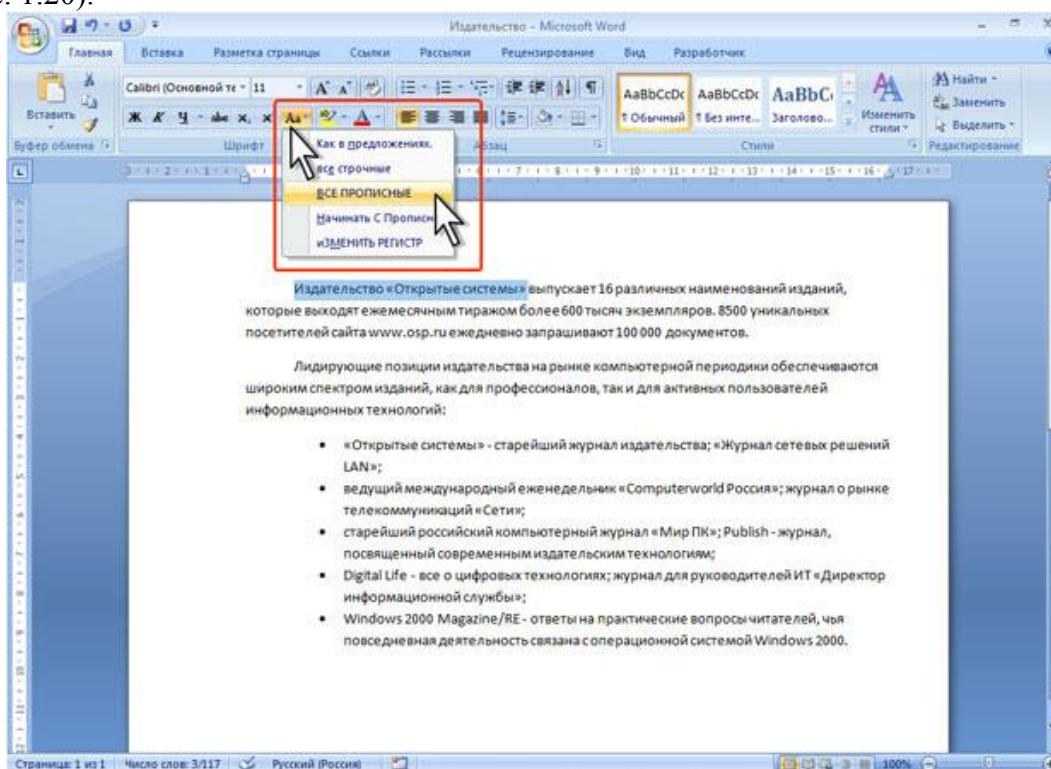 1.20).
Издательство - Microsoft Word
Главная Вставка Разметка страницы Ссылки Рассылки Рецензирование Вид Разработчик
Calibri (Основной те 11
Найти
Заменить
Выделить
Вставить
Ж К Ч abc x, x Aa A
AaBbCcDc AaBbCcDc AaBbC
¶ Обычный ¶ Без инте... Заголово...
Изменить стили
Буфер обмена Шрифт Абзац Стили Редактирование
Как в предложениях.
все строчные
ВСЕ ПРОПИСНЫЕ
Начинать С Прописн
иЗМЕНИТЬ РЕГИСТР
Издательство «Открытые системы» выпускает 16 различных наименований изданий,
которые выходят ежемесячным тиражом более 600 тысяч экземпляров. 8500 уникальных
посетителей сайта www.osp.ru ежедневно запрашивают 100 000 документов.
Лидирующие позиции издательства на рынке компьютерной периодики обеспечиваются
широким спектром изданий, как для профессионалов, так и для активных пользователей
информационных технологий:
• «Открытые системы» - старейший журнал издательства; «Журнал сетевых решений
LAN»;
• ведущий международный еженедельник «Computerworld Россия»; журнал о рынке
телекоммуникаций «Сети»;
• старейший российский компьютерный журнал «Мир ПК»; Publish - журнал,
посвященный современным издательским технологиям;
• Digital Life - все о цифровых технологиях; журнал для руководителей ИТ «Директор
информационной службы»;
• Windows 2000 Magazine/RE - ответы на практические вопросы читателей, чья
повседневная деятельность связана с операционной системой Windows 2000.
Страница: 1 из 1 Число слов: 3/117 Русский (Россия) 100%